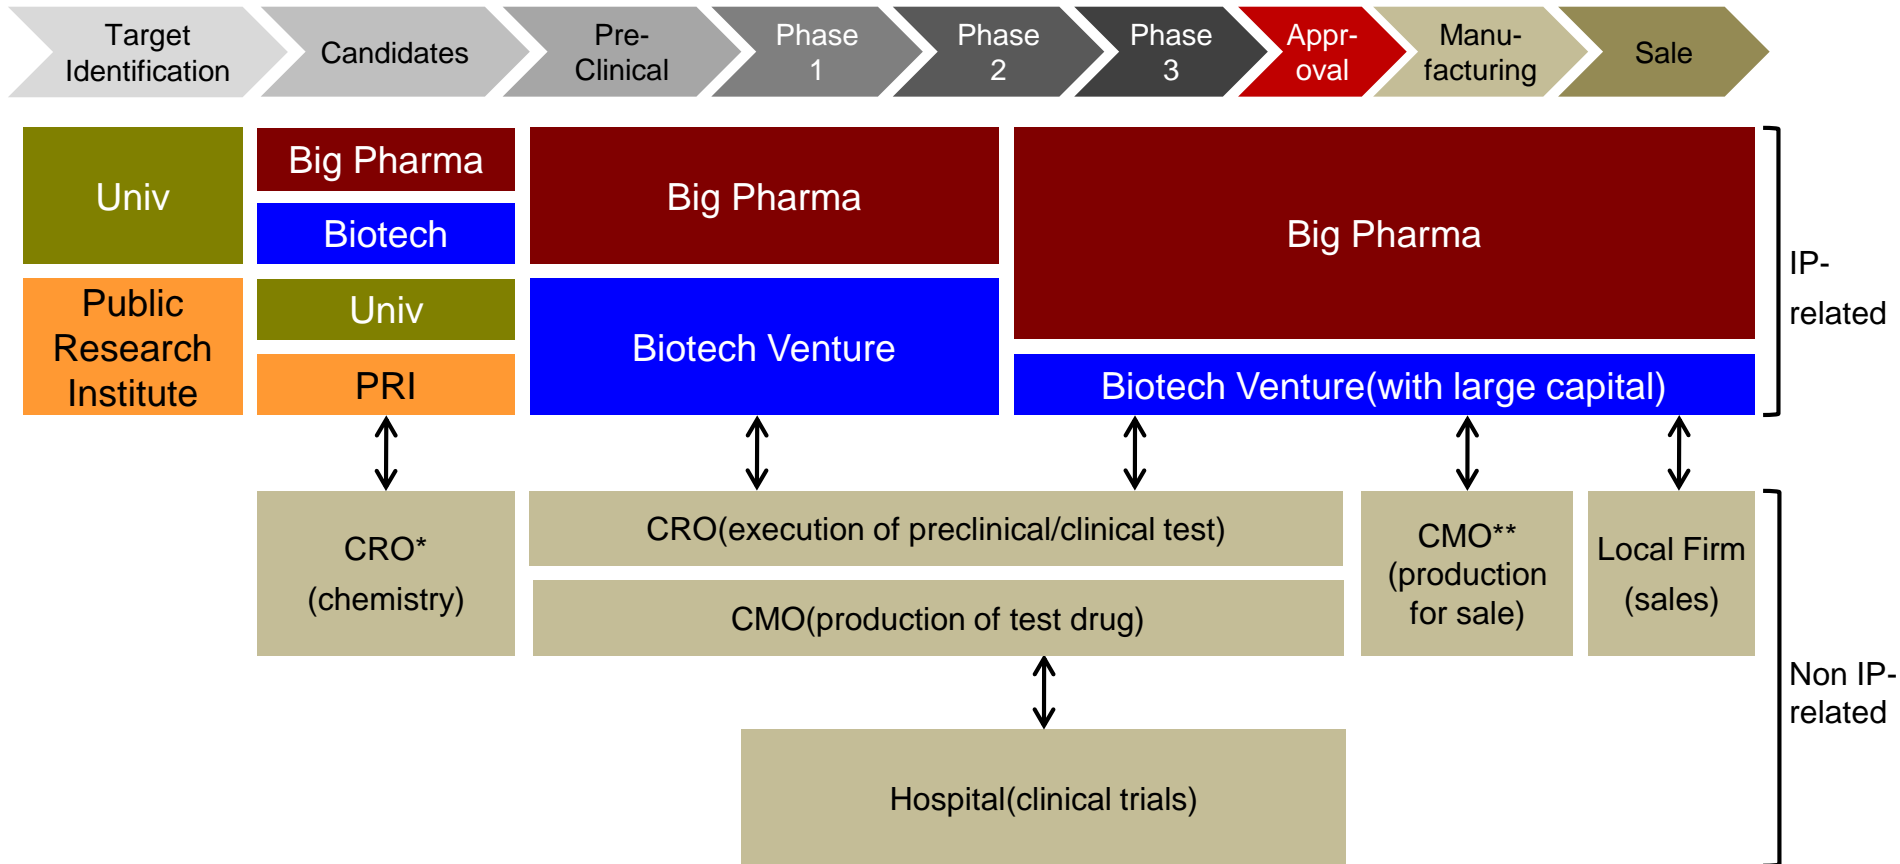 Target
Identification
Candidates
Pre-
Clinical
Phase
1
Phase
2
Phase
3
Appr-
oval
Manu-
facturing
Sale
Univ
Public
Research
Institute
Big Pharma
Biotech
Univ
PRI
Big Pharma
Biotech Venture
Big Pharma
Biotech Venture(with large capital)
IP-
related
CRO*
(chemistry)
CRO(execution of preclinical/clinical test)
CMO(production of test drug)
CMO**
(production
for sale)
Local Firm
(sales)
Hospital(clinical trials)
Non IP-
related